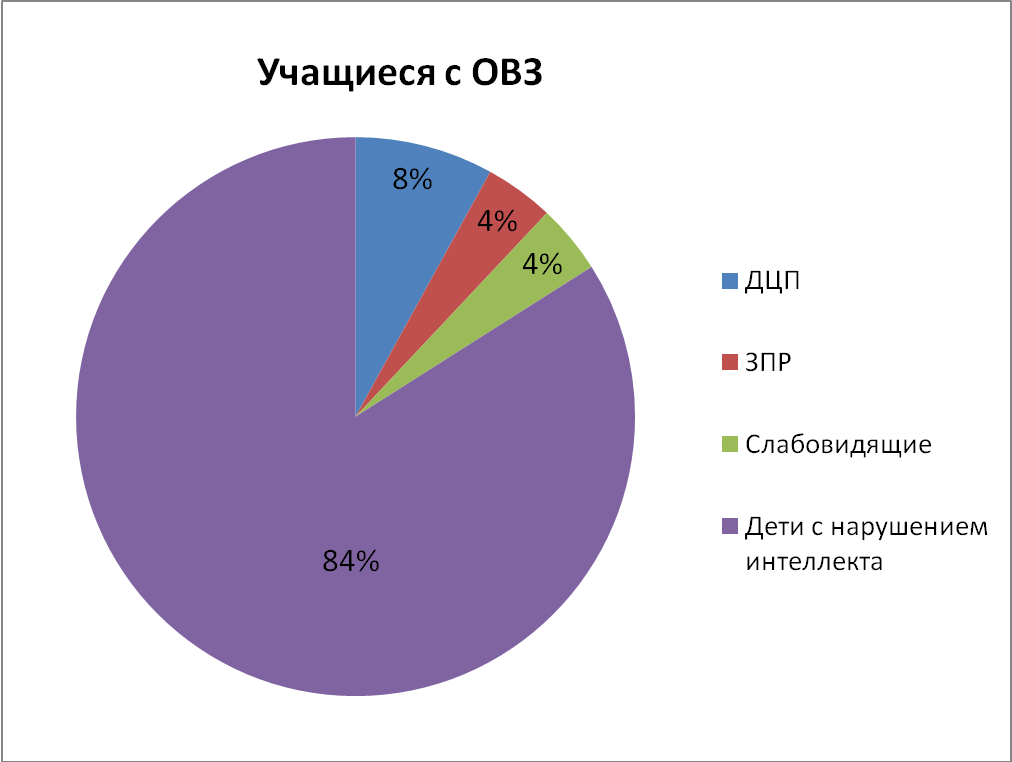 Учащиеся с ОВЗ
8%
4%
4%
84%
ДЦП
ЗПР
Слабовидящие
Дети с нарушением
интеллекта